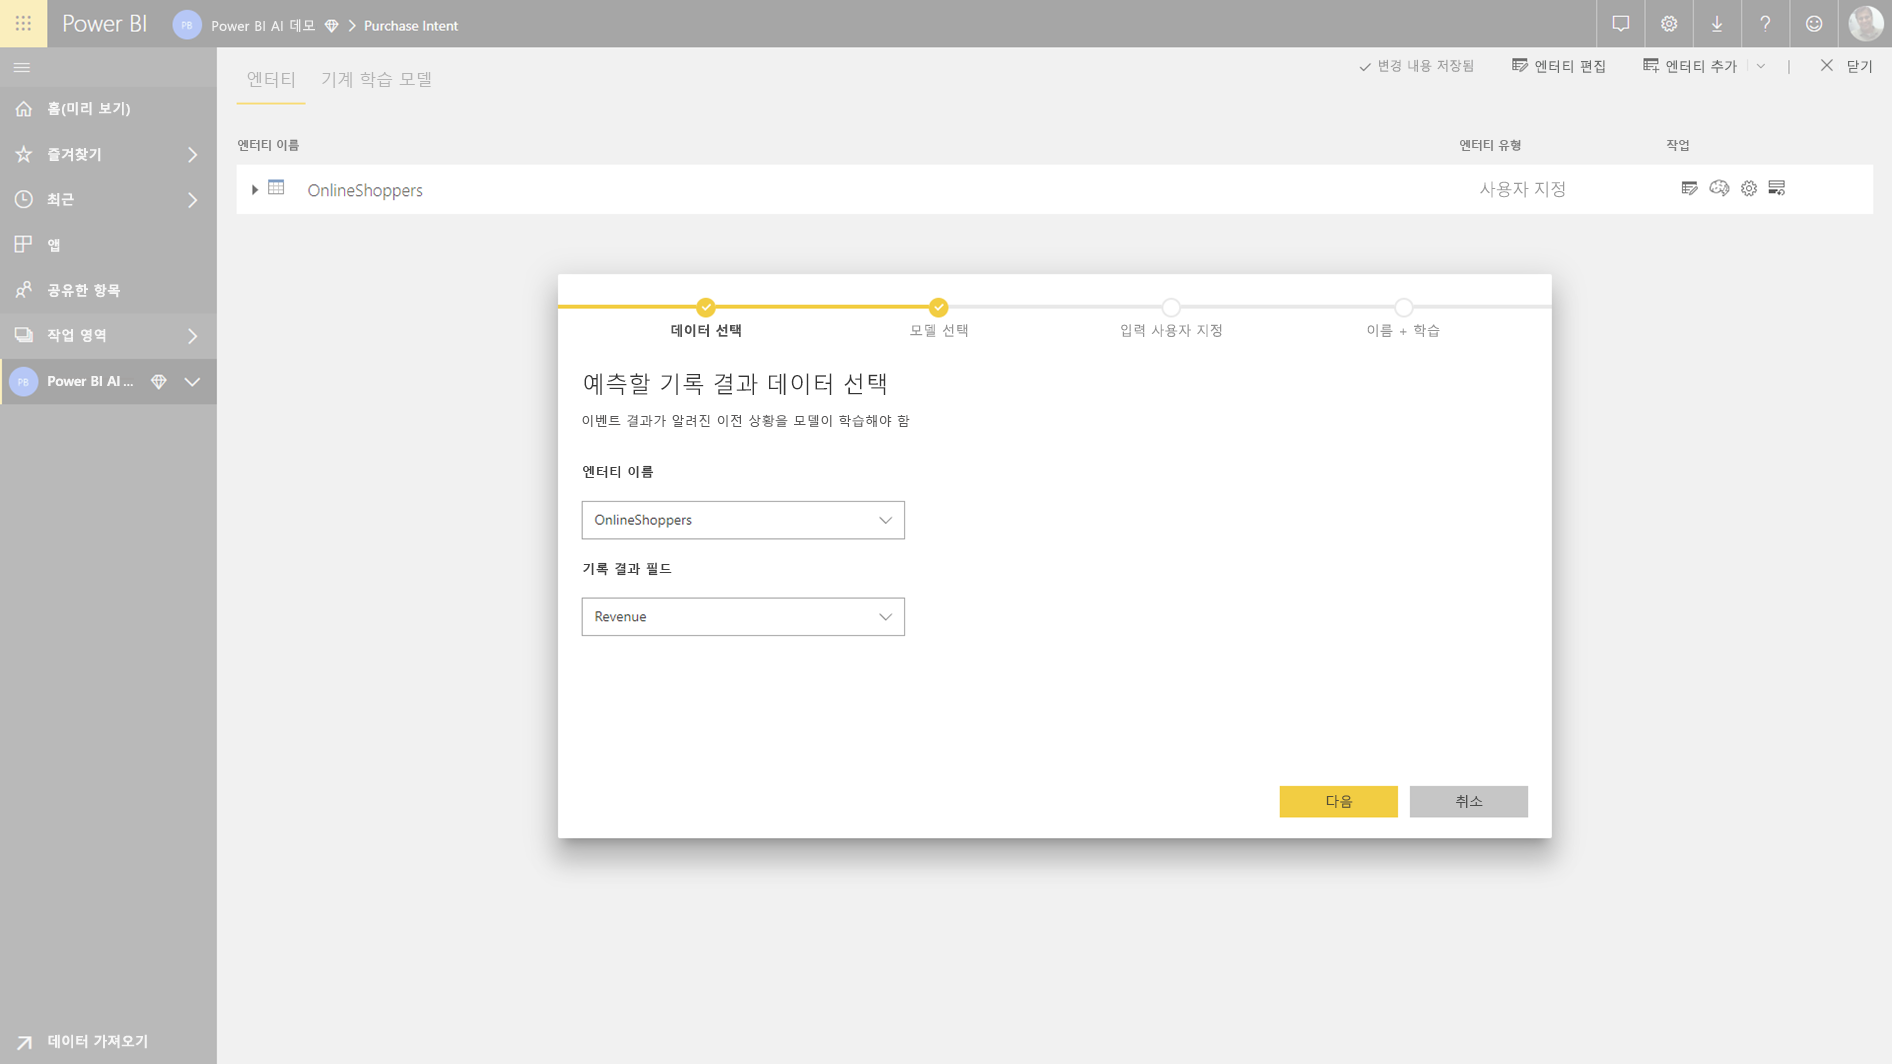 Power BI
PB
Power BI AI 데모
Purchase Intent
?
홈(미리 보기)
즐겨찾기
최근
앱
공유한 항목
작업 영역
PB
Power BI AI ...
데이터 가져오기
엔터티
기계 학습 모델
변경 내용 저장됨
엔터티 편집
엔터티 추가
닫기
엔터티 이름
엔터티 유형
작업
OnlineShoppers
사용자 지정
데이터 선택
모델 선택
입력 사용자 지정
이름 + 학습
예측할 기록 결과 데이터 선택
이벤트 결과가 알려진 이전 상황을 모델이 학습해야 함
엔터티 이름
OnlineShoppers
기록 결과 필드
Revenue
다음
취소